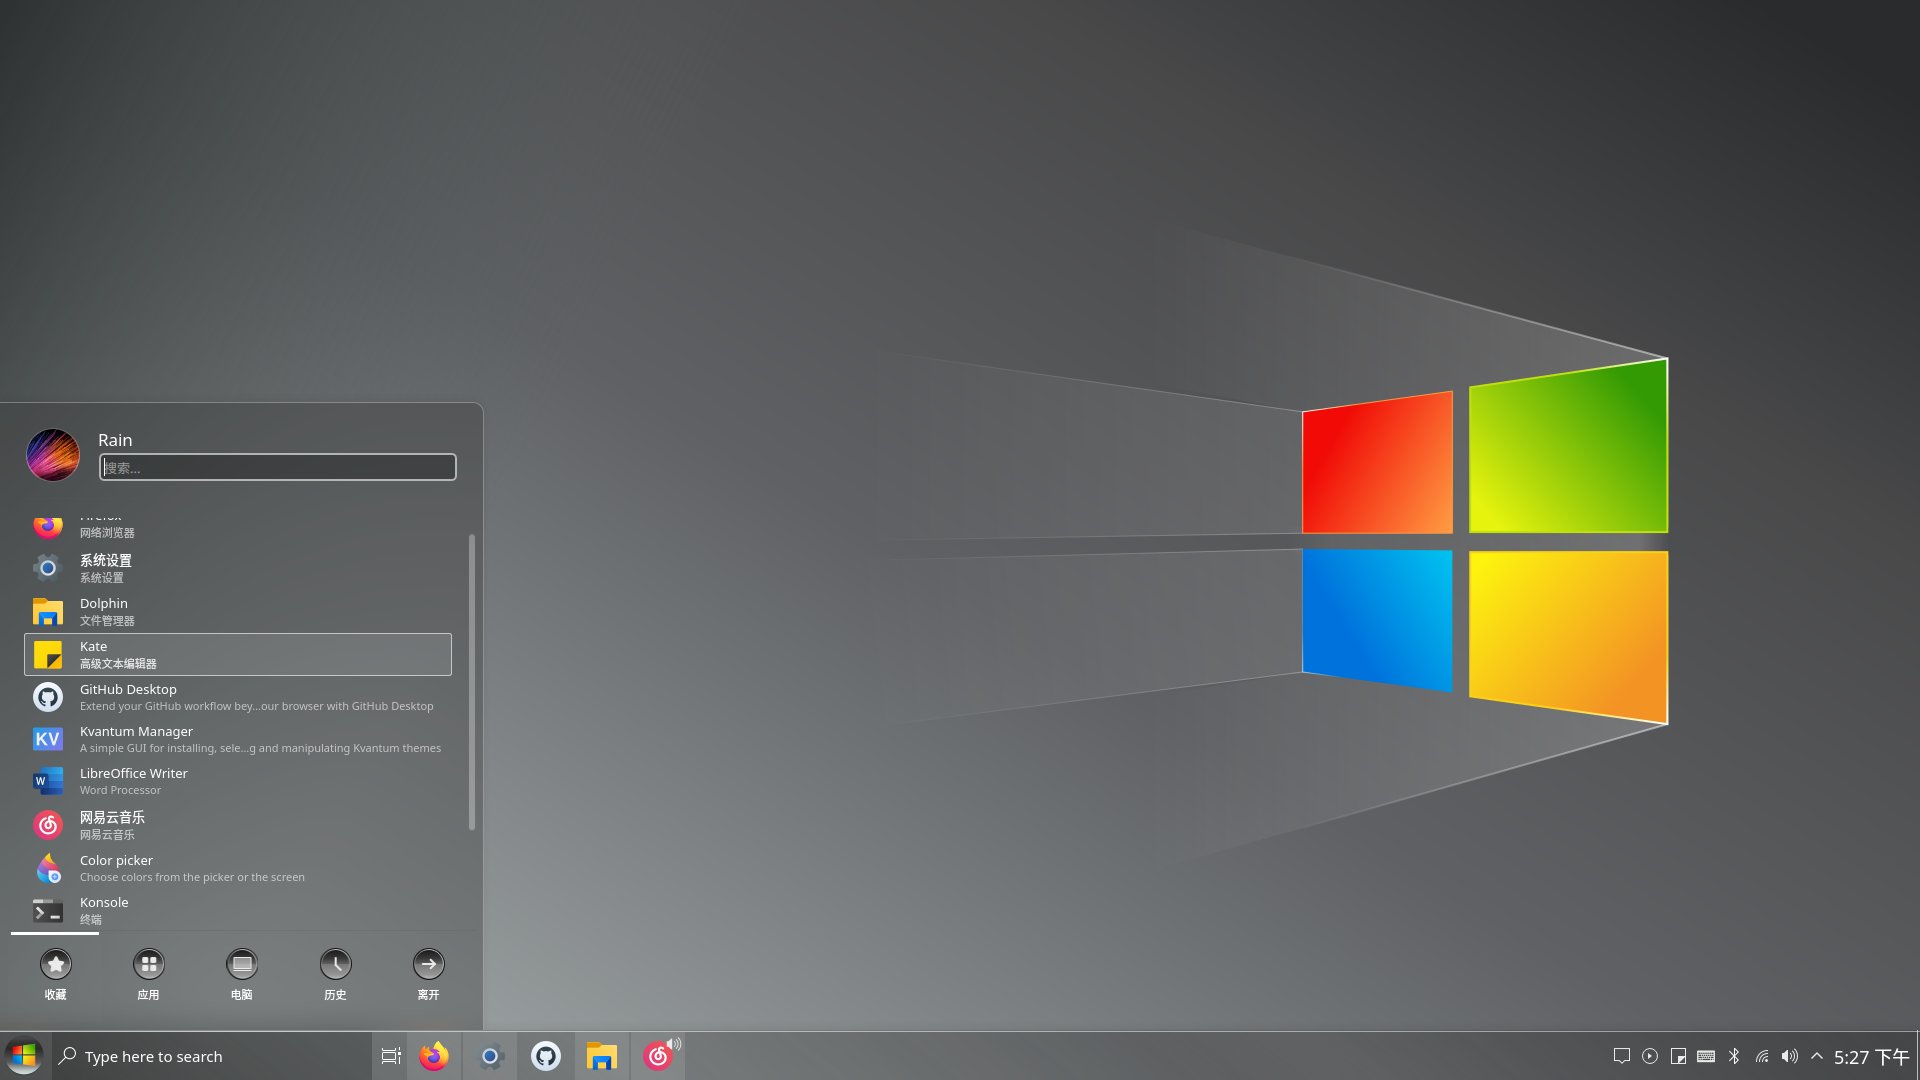 Rain
搜索...
Firefox
网络浏览器
系统设置
系统设置
Dolphin
文件管理器
Kate
高级文本编辑器
GitHub Desktop
Extend your GitHub workflow bey...our browser with GitHub Desktop
KV
Kvantum Manager
A simple GUI for installing, sele...g and manipulating Kvantum themes
W
LibreOffice Writer
Word Processor
网易云音乐
网易云音乐
Color picker
Choose colors from the picker or the screen
Konsole
终端
收藏
应用
电脑
历史
离开
Type here to search
5:27 下午